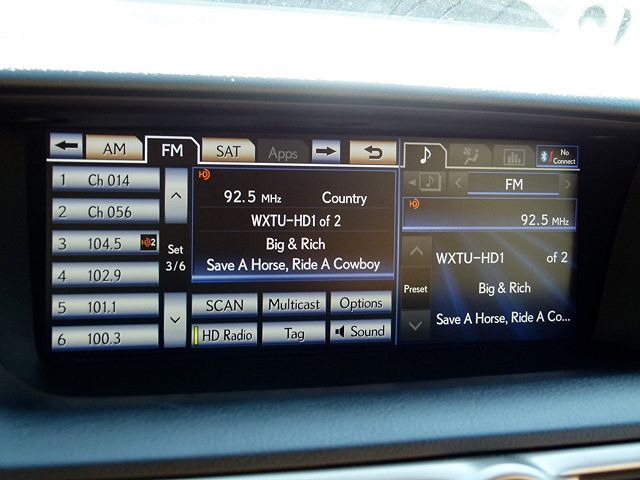 AM FM SAT Apps
No Connect
1 Ch 014
2 Ch 056
3 104.5 HD2
4 102.9
5 101.1
6 100.3
Set
3/6
92.5 MHz Country
WXTU-HD1 of 2
Big & Rich
Save A Horse, Ride A Cowboy
SCAN Multicast Options
HD Radio Tag Sound
FM
92.5 MHz
WXTU-HD1 of 2
Preset
Big & Rich
Save A Horse, Ride A Co...